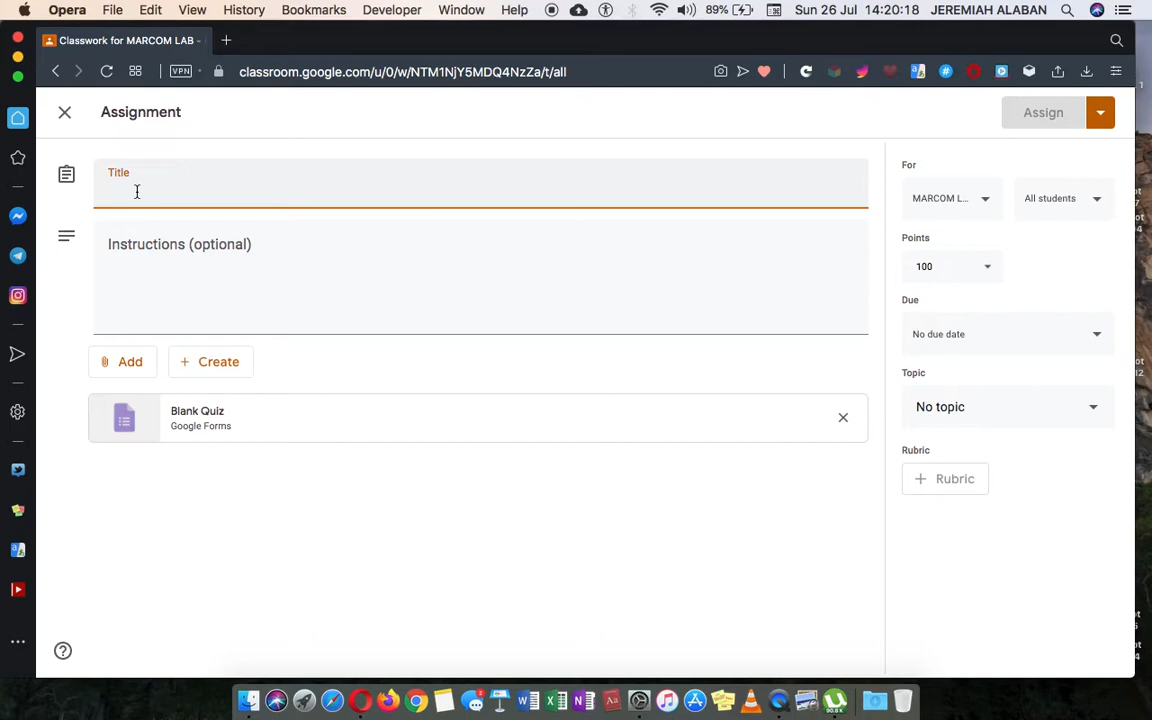 Opera File Edit View History Bookmarks Developer Window Help 89% Sun 26 Jul 14:20:18 JEREMIAH ALABAN
Classwork for MARCOM LAB -
VPN classroom.google.com/u/0/w/NTM1NjY5MDQ4NzZa/t/all
Assignment
Assign
Title
Instructions (optional)
Add
Create
Blank Quiz
Google Forms
For
MARCOM L...
All students
Points
100
Due
No due date
Topic
No topic
Rubric
Rubric